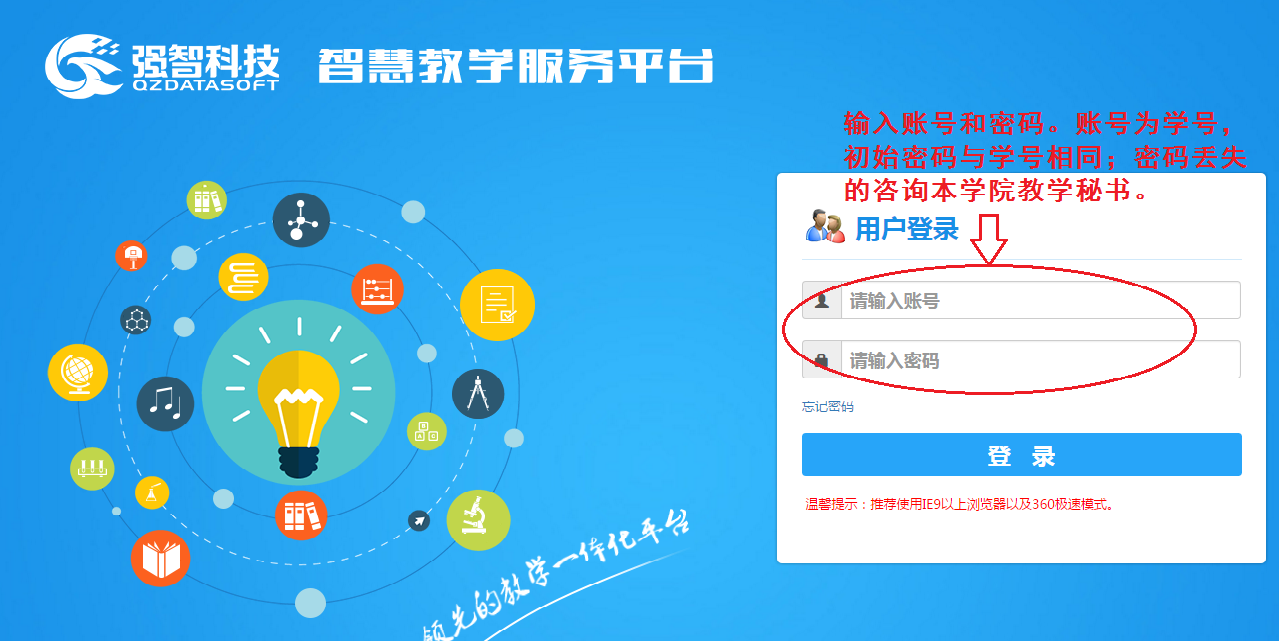 强智科技
QZDATASOFT
智慧教学服务平台
输入账号和密码。账号为学号，
初始密码与学号相同；密码丢失
的咨询本学院教学秘书。
用户登录
请输入账号
请输入密码
忘记密码
登 录
温馨提示：推荐使用IE9以上浏览器以及360极速模式。
领先的教学一体化平台